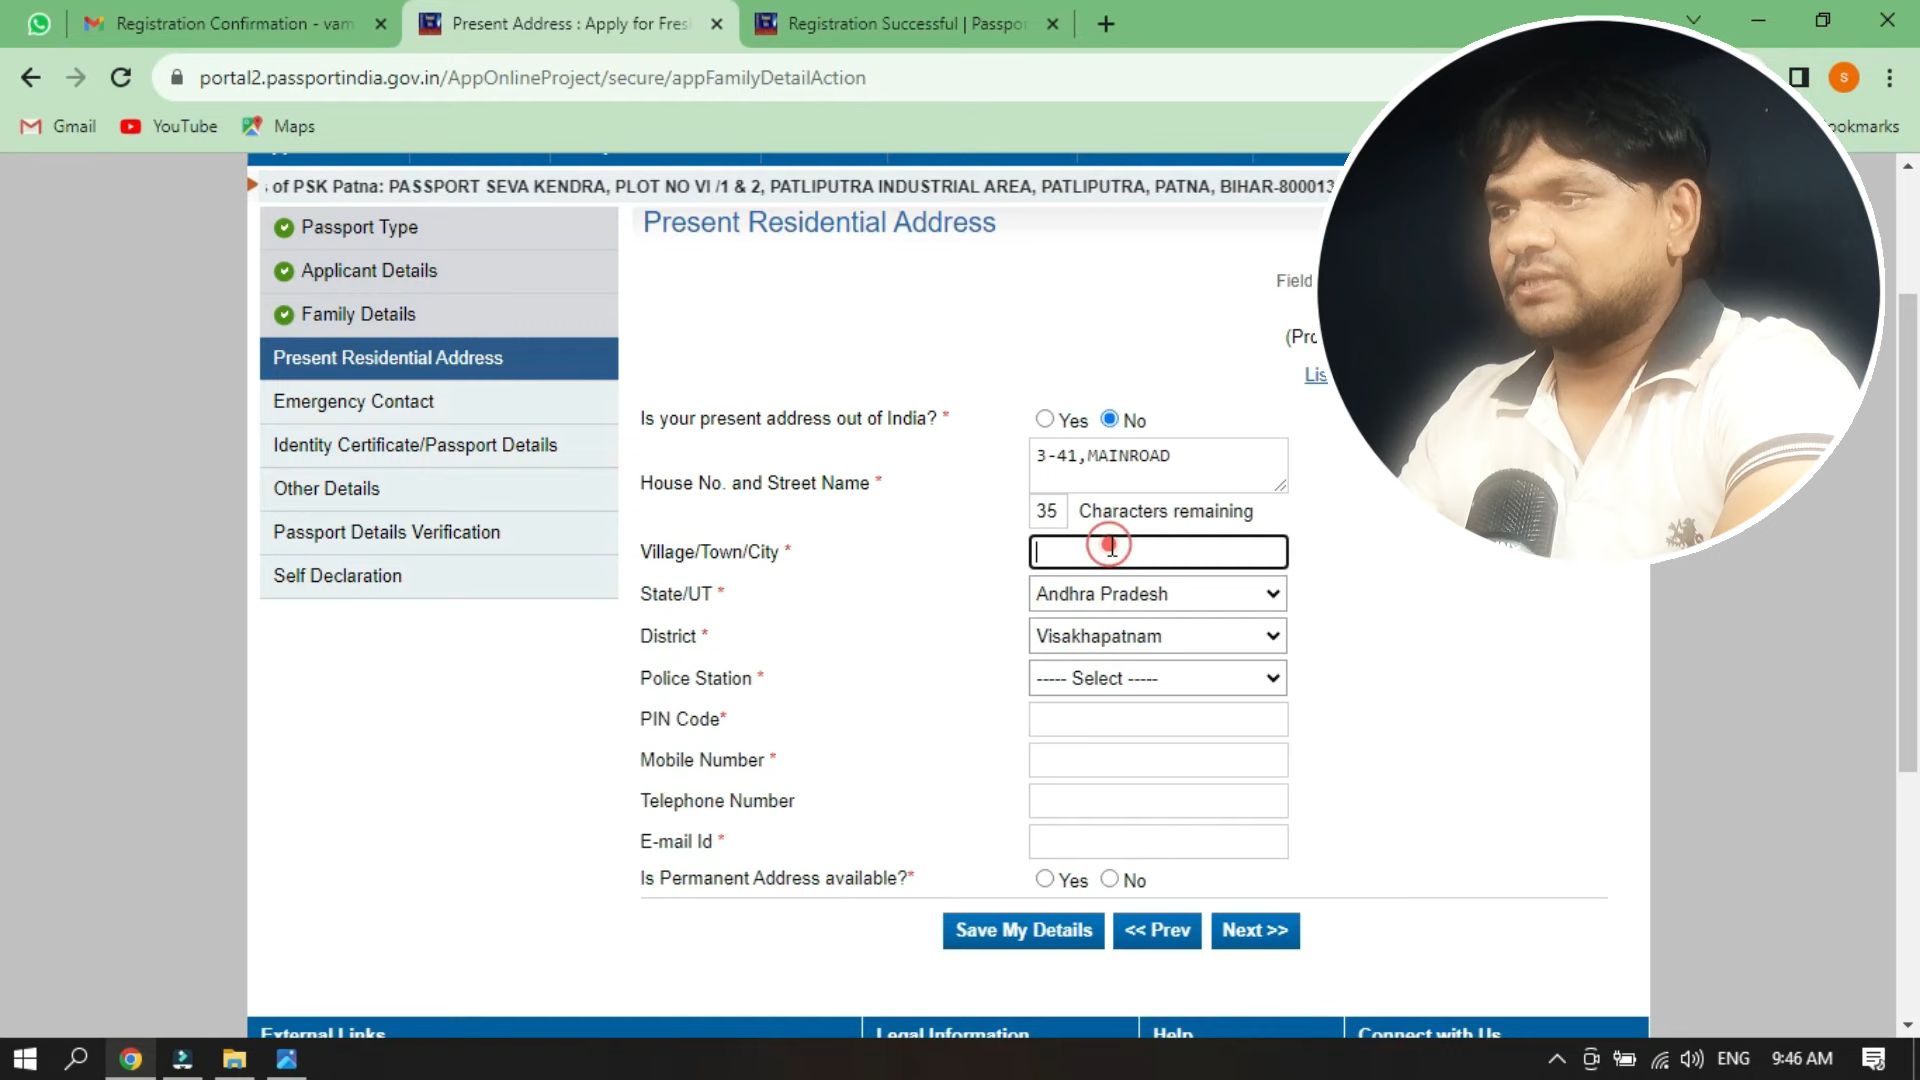 Registration Confirmation - vam
Present Address : Apply for Fres
Registration Successful | Passpo
portal2.passportindia.gov.in/AppOnlineProject/secure/appFamilyDetailAction
S
Gmail
YouTube
Maps
ookmarks
of PSK Patna: PASSPORT SEVA KENDRA, PLOT NO VI /1 & 2, PATLIPUTRA INDUSTRIAL AREA, PATLIPUTRA, PATNA, BIHAR-800013
Passport Type
Applicant Details
Family Details
Present Residential Address
Emergency Contact
Identity Certificate/Passport Details
Other Details
Passport Details Verification
Self Declaration
Present Residential Address
Field
(Pro
Lis
Is your present address out of India? * Yes No
House No. and Street Name * 3-41,MAINROAD
35 Characters remaining
Village/Town/City *
State/UT * Andhra Pradesh
District * Visakhapatnam
Police Station * ----- Select -----
PIN Code*
Mobile Number *
Telephone Number
E-mail Id *
Is Permanent Address available?* Yes No
Save My Details << Prev Next >>
External Links Legal Information Help Connect with Us
ENG 9:46 AM